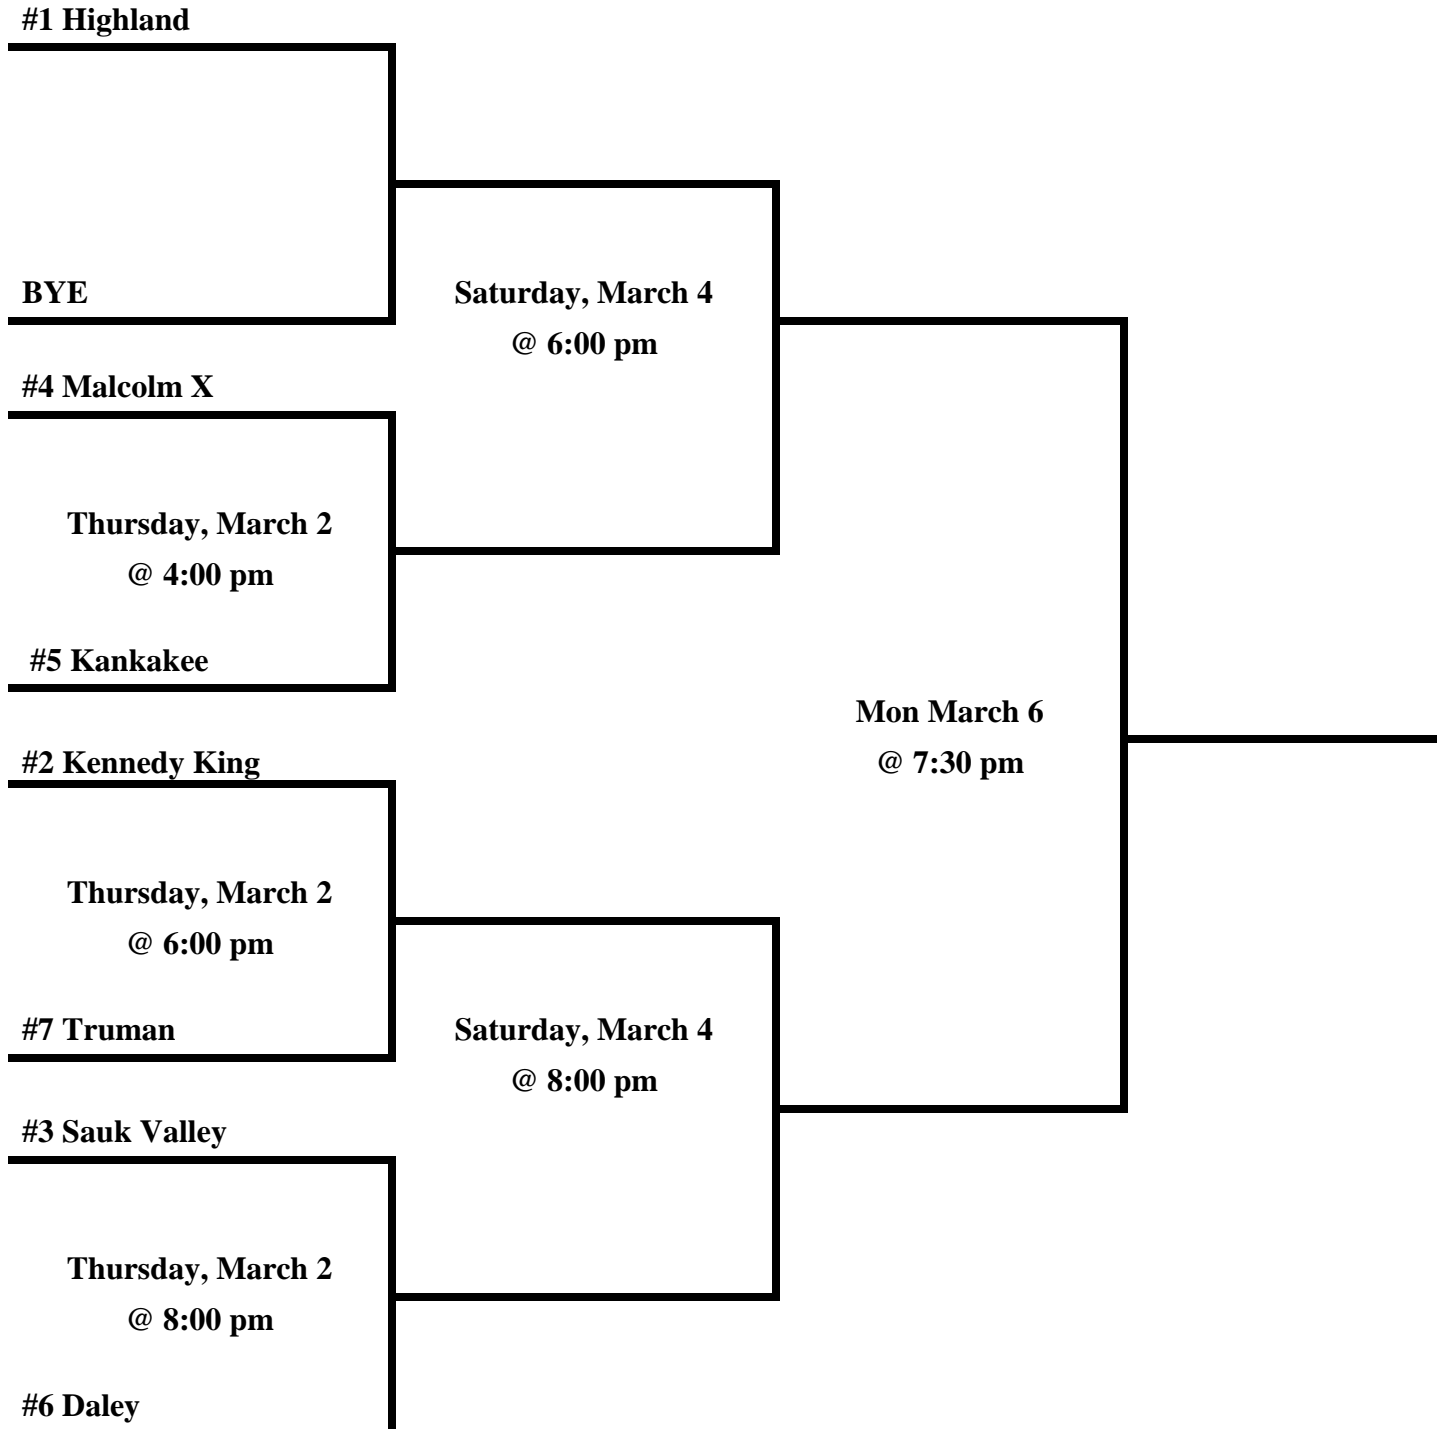 #1 Highland
BYE
Saturday, March 4
@ 6:00 pm
#4 Malcolm X
Thursday, March 2
@ 4:00 pm
#5 Kankakee
Mon March 6
@ 7:30 pm
#2 Kennedy King
Thursday, March 2
@ 6:00 pm
#7 Truman
Saturday, March 4
@ 8:00 pm
#3 Sauk Valley
Thursday, March 2
@ 8:00 pm
#6 Daley